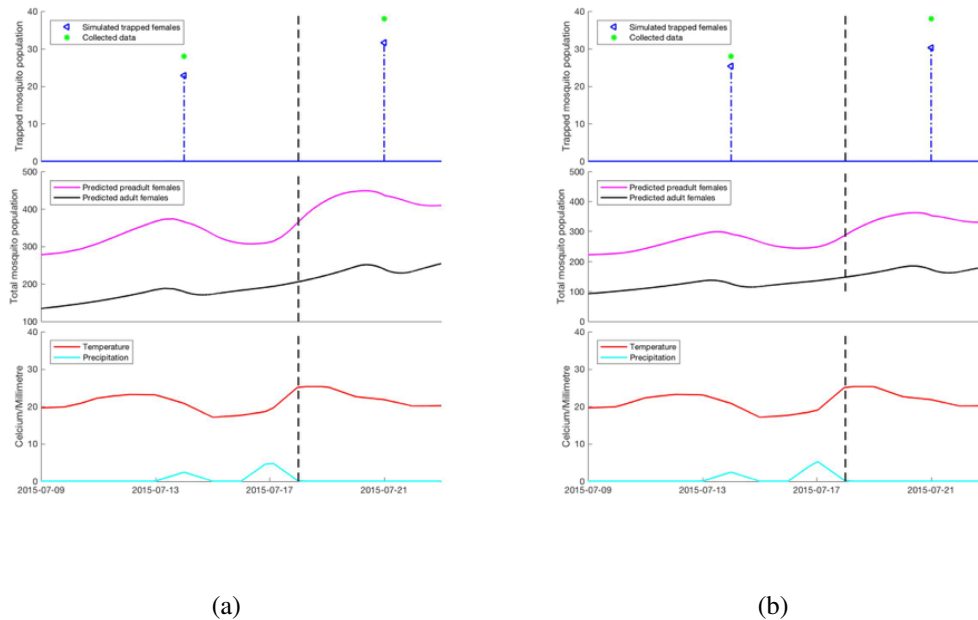 40
30
20
10
0
Trapped mosquito population
Simulated trapped females
Collected data
500
400
300
200
100
Total mosquito population
Predicted preadult females
Predicted adult females
40
30
20
10
0
Celcium/Millimetre
Temperature
Precipitation
2015-07-09
2015-07-13
2015-07-17
2015-07-21
(a)
40
30
20
10
0
Trapped mosquito population
Simulated trapped females
Collected data
500
400
300
200
100
0
Total mosquito population
Predicted preadult females
Predicted adult females
40
30
20
10
0
Celcium/Millimetre
Temperature
Precipitation
2015-07-09
2015-07-13
2015-07-17
2015-07-21
(b)